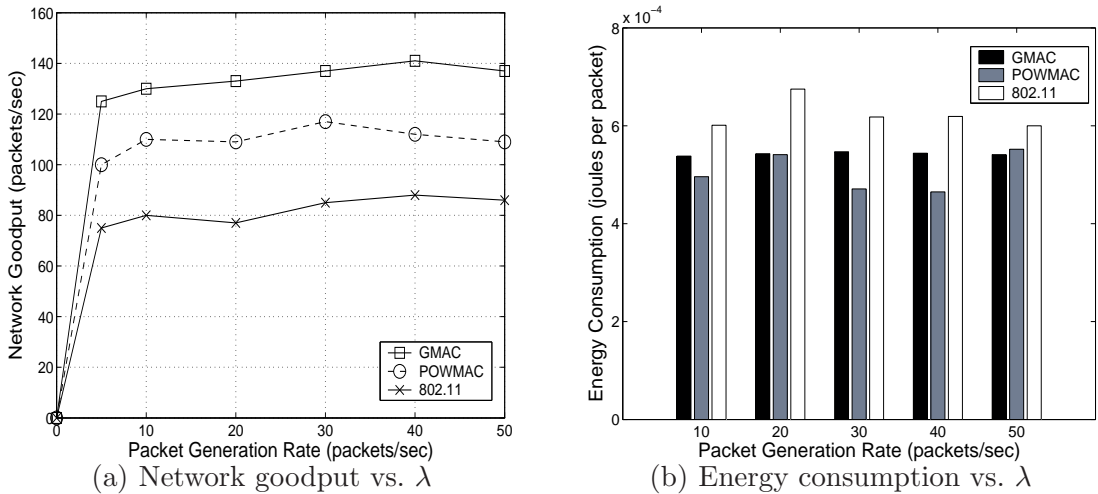 160
140
120
100
80
60
40
20
0
Network Goodput (packets/sec)
GMAC
POWMAC
802.11
0 10 20 30 40 50
Packet Generation Rate (packets/sec)
(a) Network goodput vs. λ
8 x 10⁻⁴
6
4
2
0
Energy Consumption (joules per packet)
GMAC
POWMAC
802.11
10 20 30 40 50
Packet Generation Rate (packets/sec)
(b) Energy consumption vs. λ